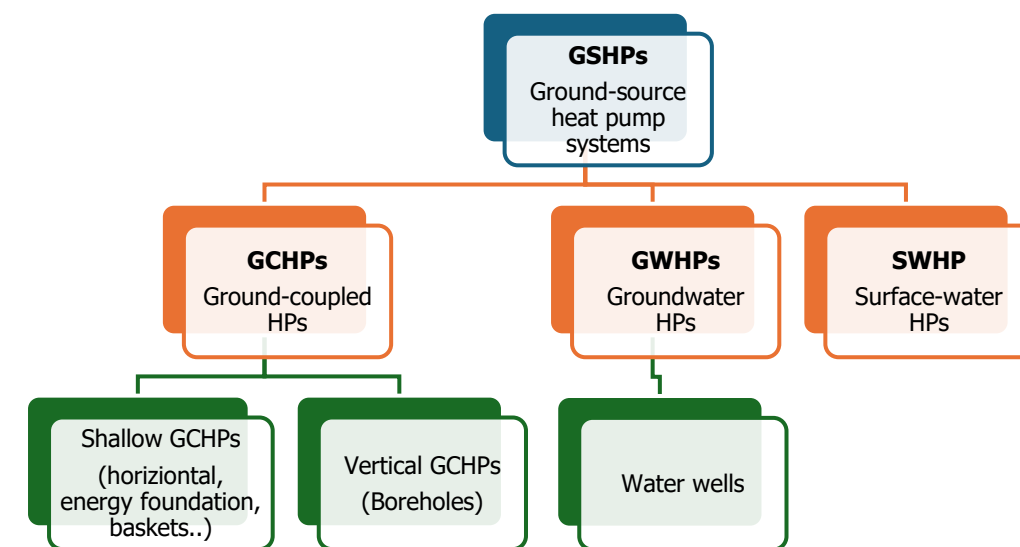 GSHPs
Ground-source
heat pump
systems
GCHPs
Ground-coupled
HPs
GWHPs
Groundwater
HPs
SWHP
Surface-water
HPs
Shallow GCHPs
(horiziontal,
energy foundation,
baskets..)
Vertical GCHPs
(Boreholes)
Water wells